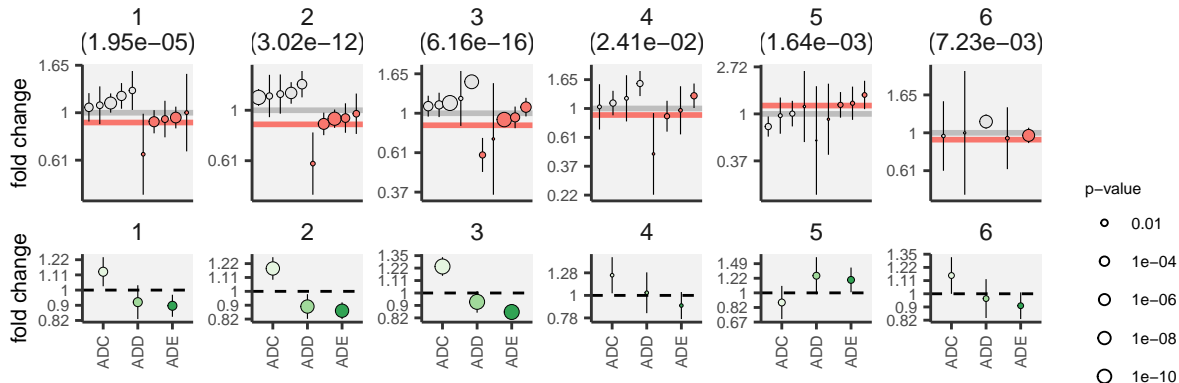 1 2 3 4 5 6
(1.95e−05) (3.02e−12) (6.16e−16) (2.41e−02) (1.64e−03) (7.23e−03)
fold change
1.65 1 0.61
1 0.61
1.65 1 0.61 0.37
1.65 1 0.61 0.37 0.22
2.72 1 0.37
1.65 1 0.61
1 2 3 4 5 6
fold change
1.22 1.11 1 0.9 0.82
1.22 1.11 1 0.9 0.82
1.35 1.22 1.11 1 0.9 0.82
1.28 1 0.78
1.49 1.22 1 0.82 0.67
1.35 1.22 1.11 1 0.9 0.82
ADC ADD ADE ADC ADD ADE ADC ADD ADE ADC ADD ADE ADC ADD ADE ADC ADD ADE
p−value
0.01
1e−04
1e−06
1e−08
1e−10